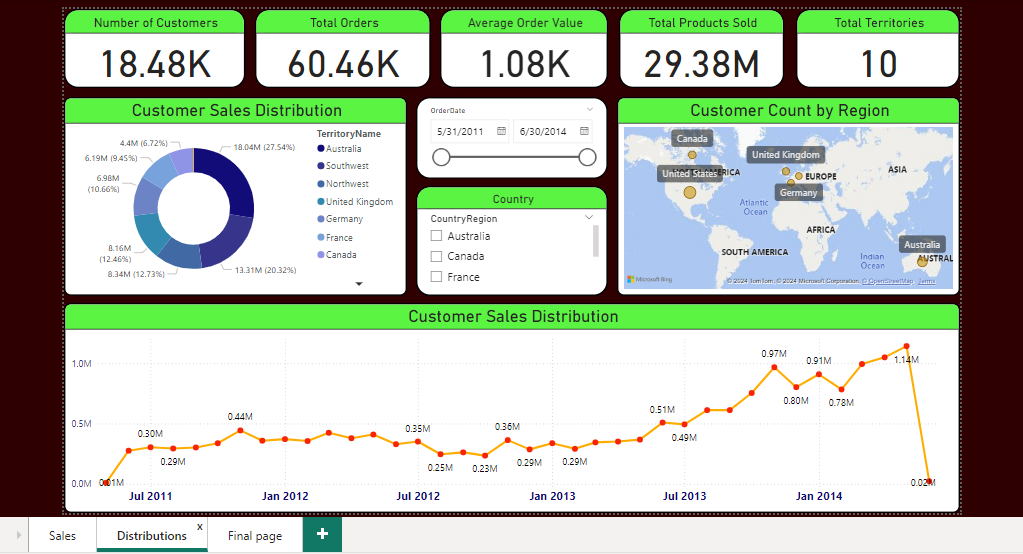 Number of Customers
18.48K
Total Orders
60.46K
Average Order Value
1.08K
Total Products Sold
29.38M
Total Territories
10
Customer Sales Distribution
4.4M (6.72%)
18.04M (27.54%)
6.19M (9.45%)
6.98M
(10.66%)
8.16M
(12.46%)
8.34M (12.73%)
13.31M (20.32%)
TerritoryName
Australia
Southwest
Northwest
United Kingdom
Germany
France
Canada
OrderDate
5/31/2011
6/30/2014
Country
CountryRegion
Australia
Canada
France
Customer Count by Region
Canada
United Kingdom
United States
EUROPE
ASIA
Germany
Atlantic
Ocean
AFRICA
SOUTH AMERICA
Australia
Indian
Ocean
AUSTRAL
Microsoft Bing
© 2024 TomTom, © 2024 Microsoft Corporation, © OpenStreetMap Terms
Customer Sales Distribution
1.0M
0.5M
0.0M
0.01M
0.30M
0.29M
0.44M
0.35M
0.25M
0.23M
0.36M
0.29M
0.29M
0.51M
0.49M
0.97M
0.80M
0.91M
0.78M
1.14M
0.02M
Jul 2011
Jan 2012
Jul 2012
Jan 2013
Jul 2013
Jan 2014
Sales
Distributions
x
Final page
+